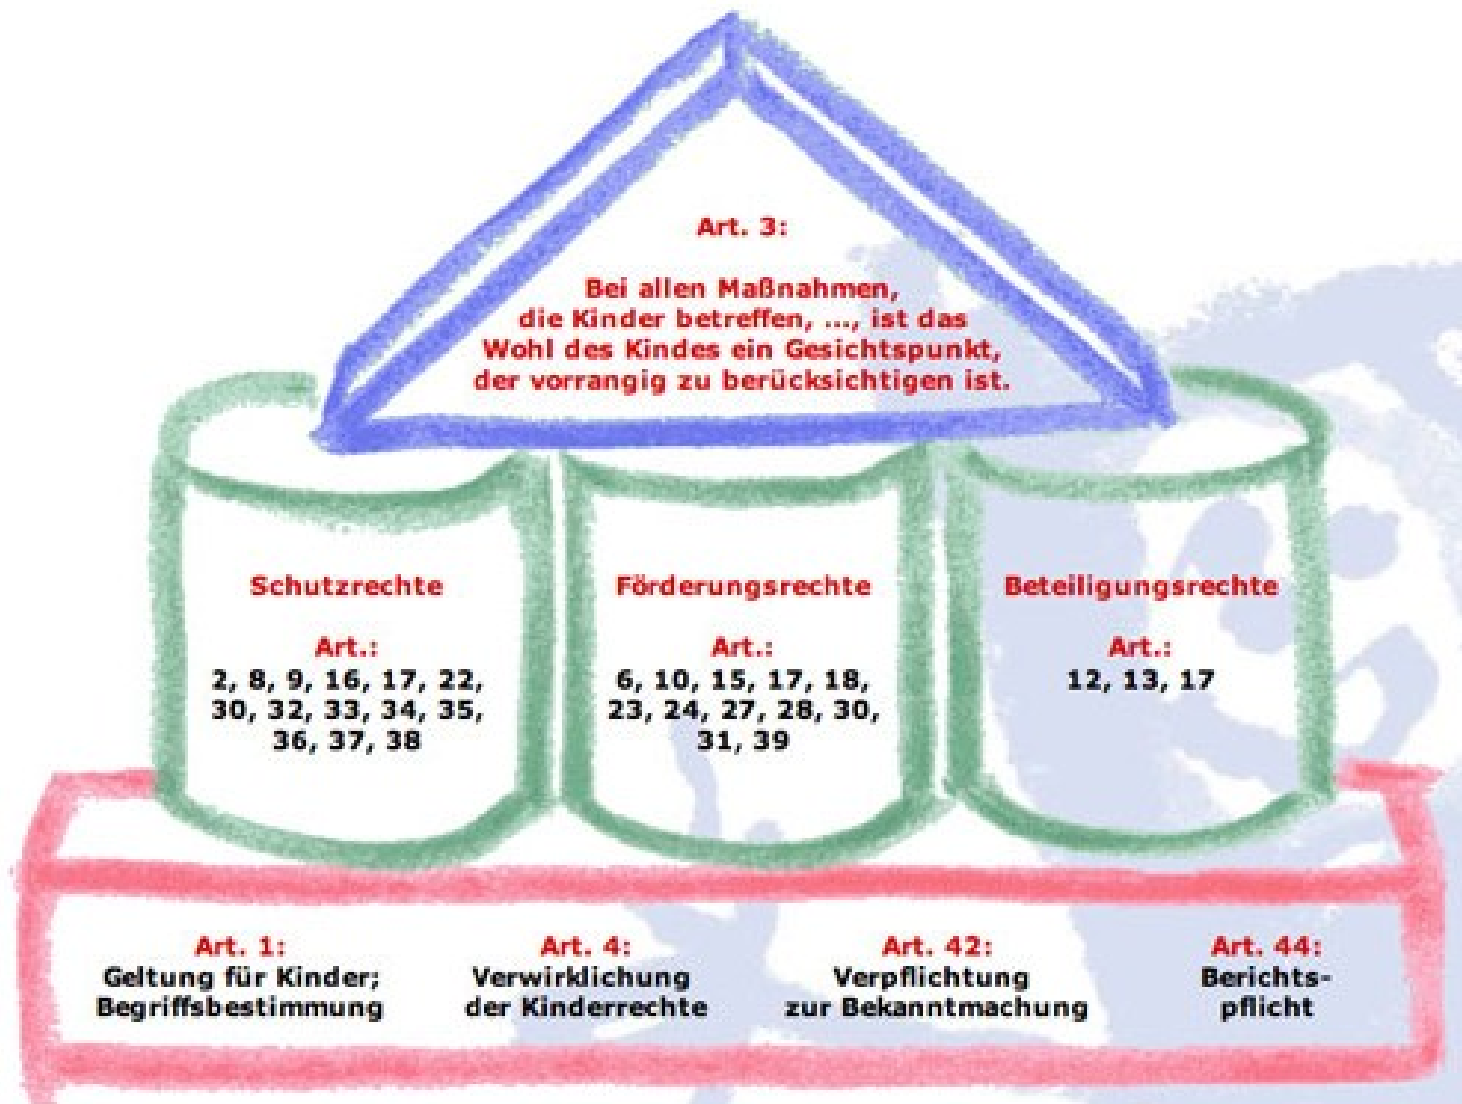 Art. 3:
Bei allen Maßnahmen,
die Kinder betreffen, ..., ist das
Wohl des Kindes ein Gesichtspunkt,
der vorrangig zu berücksichtigen ist.
Schutzrechte
Art.:
2, 8, 9, 16, 17, 22,
30, 32, 33, 34, 35,
36, 37, 38
Förderungsrechte
Art.:
6, 10, 15, 17, 18,
23, 24, 27, 28, 30,
31, 39
Beteiligungsrechte
Art.:
12, 13, 17
Art. 1:
Geltung für Kinder;
Begriffsbestimmung
Art. 4:
Verwirklichung
der Kinderrechte
Art. 42:
Verpflichtung
zur Bekanntmachung
Art. 44:
Berichts-
pflicht